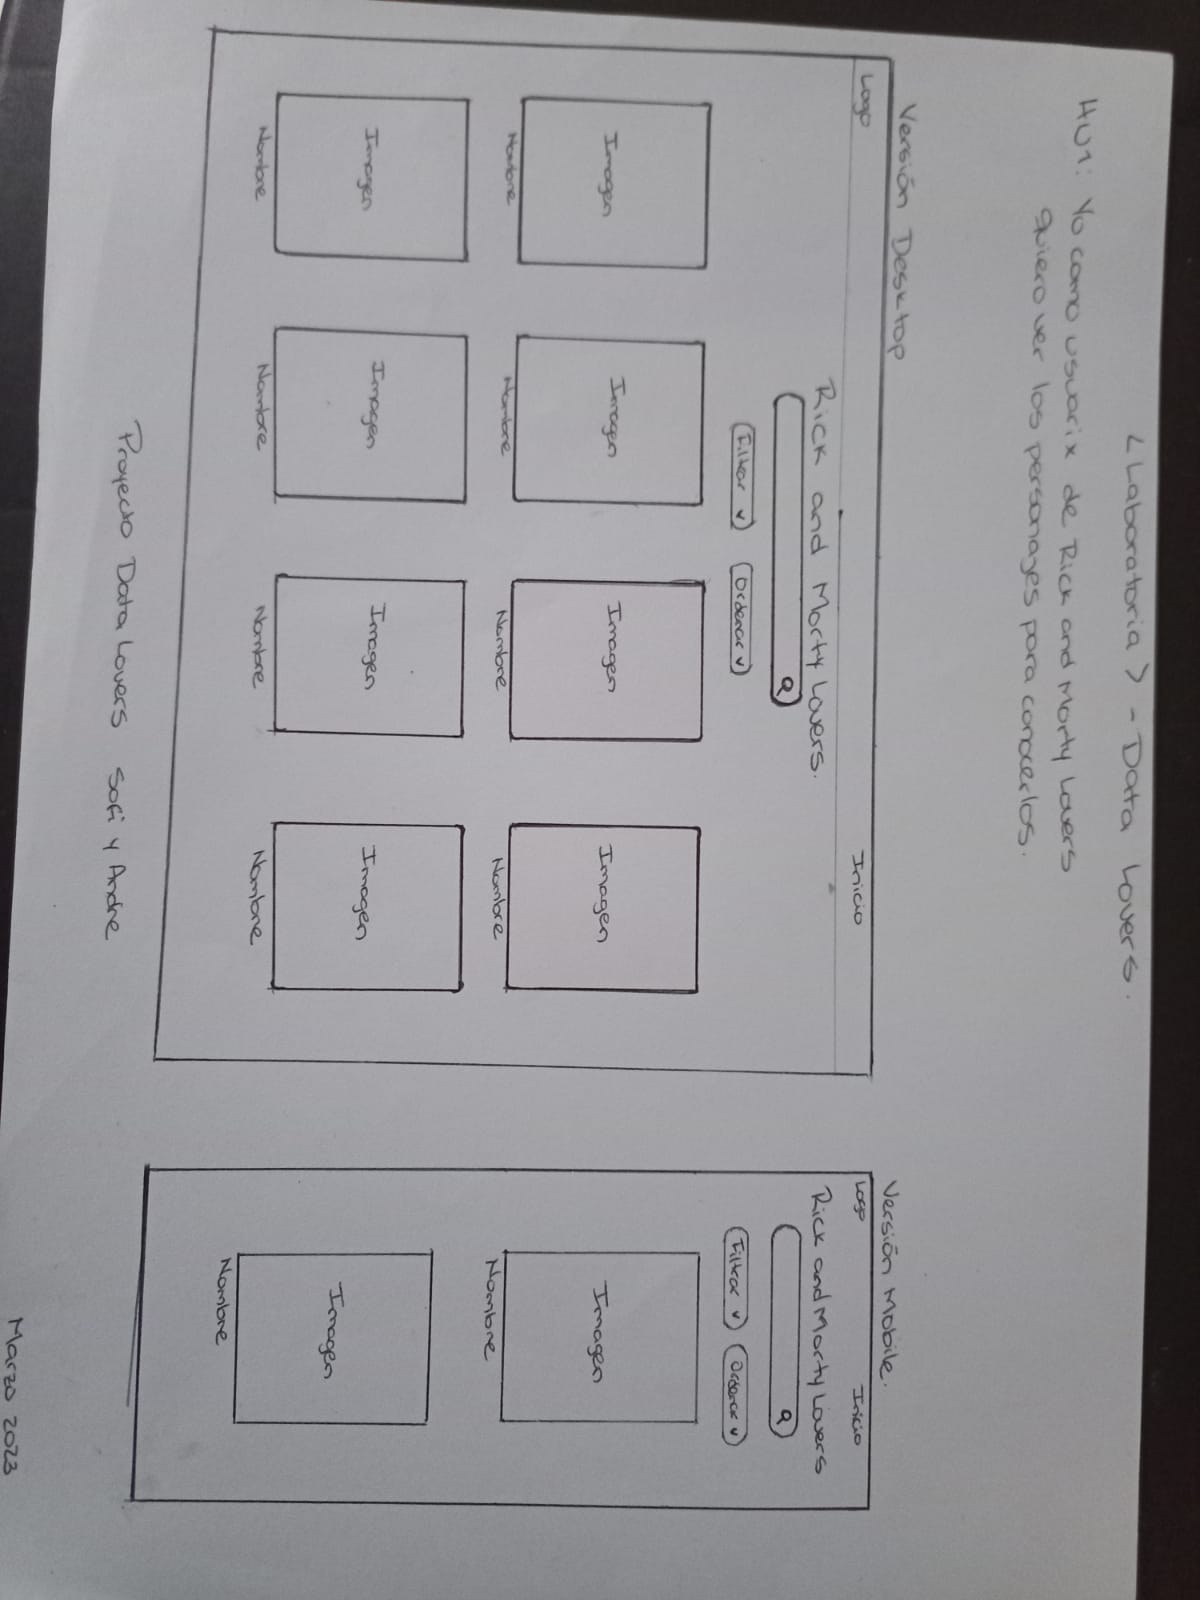 <Laboratoria> - Data Lovers.
HU1: Yo como usuarix de Rick and Morty Lovers
quiero ver los personajes para conocerlos.
Versión Desktop
Logo Inicio
Rick and Morty Lovers.
Filtrar Ordenar
Imagen Imagen Imagen Imagen
Nombre Nombre Nombre Nombre
Imagen Imagen Imagen Imagen
Nombre Nombre Nombre Nombre
Versión Mobile.
Logo Inicio
Rick and Morty Lovers
Filtrar Ordenar
Imagen
Nombre
Imagen
Nombre
Proyecto Data Lovers Sofi y Andre
Marzo 2023